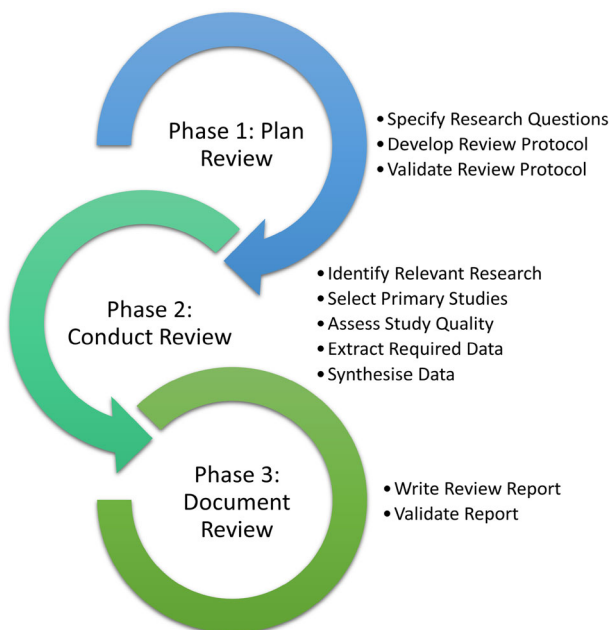 Phase 1: Plan
Review
• Specify Research Questions
• Develop Review Protocol
• Validate Review Protocol
Phase 2:
Conduct Review
• Identify Relevant Research
• Select Primary Studies
• Assess Study Quality
• Extract Required Data
• Synthesise Data
Phase 3:
Document
Review
• Write Review Report
• Validate Report